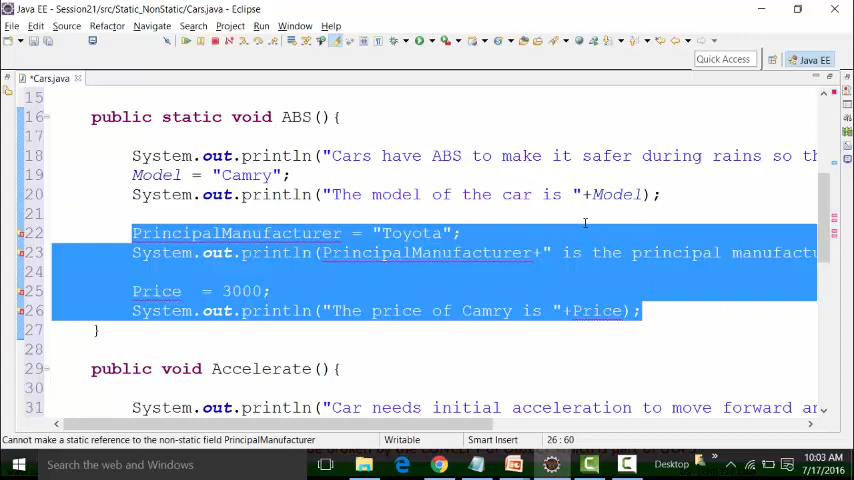 Java EE - Session21/src/Static_NonStatic/Cars.java - Eclipse
File Edit Source Refactor Navigate Search Project Run Window Help
Quick Access
Java EE
*Cars.java
15
16 public static void ABS(){
17
18 System.out.println("Cars have ABS to make it safer during rains so th
19 Model = "Camry";
20 System.out.println("The model of the car is "+Model);
21
22 PrincipalManufacturer = "Toyota";
23 System.out.println(PrincipalManufacturer+" is the principal manufactu
24
25 Price = 3000;
26 System.out.println("The price of Camry is "+Price);
27 }
28
29 public void Accelerate(){
30
31 System.out.println("Car needs initial acceleration to move forward an
Cannot make a static reference to the non-static field PrincipalManufacturer
Writable
Smart Insert
26 : 60
Search the web and Windows
Desktop
10:03 AM
7/17/2016